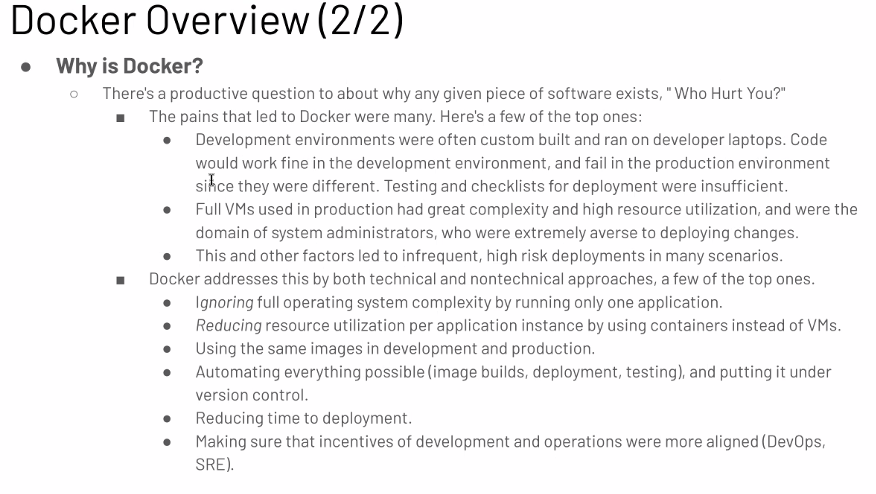 Docker Overview (2/2)
● Why is Docker?
○ There's a productive question to about why any given piece of software exists, " Who Hurt You?"
■ The pains that led to Docker were many. Here's a few of the top ones:
● Development environments were often custom built and ran on developer laptops. Code
would work fine in the development environment, and fail in the production environment
since they were different. Testing and checklists for deployment were insufficient.
● Full VMs used in production had great complexity and high resource utilization, and were the
domain of system administrators, who were extremely averse to deploying changes.
● This and other factors led to infrequent, high risk deployments in many scenarios.
■ Docker addresses this by both technical and nontechnical approaches, a few of the top ones.
● Ignoring full operating system complexity by running only one application.
● Reducing resource utilization per application instance by using containers instead of VMs.
● Using the same images in development and production.
● Automating everything possible (image builds, deployment, testing), and putting it under
version control.
● Reducing time to deployment.
● Making sure that incentives of development and operations were more aligned (DevOps,
SRE).